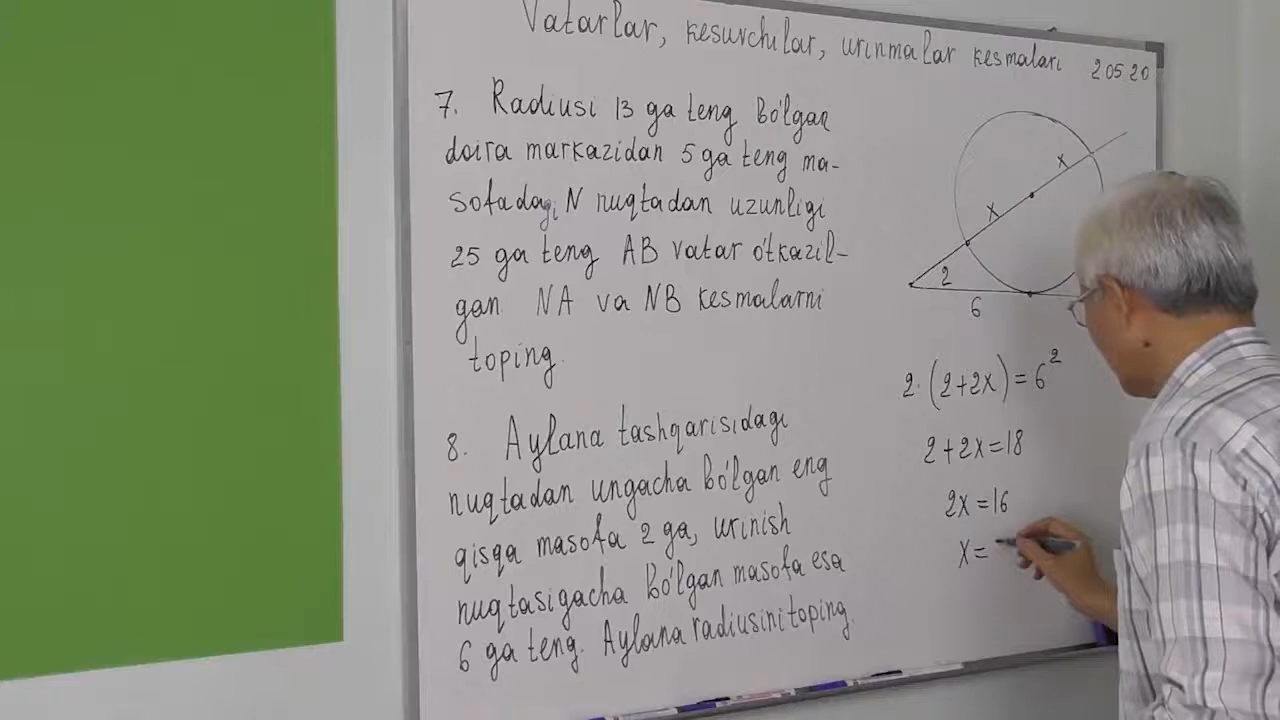 Vatarlar, kesuvchilar, urinmalar kesmalari 2 05 20
7. Radiusi 13 ga teng bo'lgan
doira markazidan 5 ga teng ma-
sofadagi N nuqtadan uzunligi
25 ga teng AB vatar o'tkazil-
gan NA va NB kesmalarni
toping.
8. Aylana tashqarisidagi
nuqtadan ungacha bo'lgan eng
qisqa masofa 2 ga, urinish
nuqtasigacha bo'lgan masofa esa
6 ga teng. Aylana radiusini toping.
x
x
2
6
2·(2+2x)=6²
2+2x=18
2x=16
x=